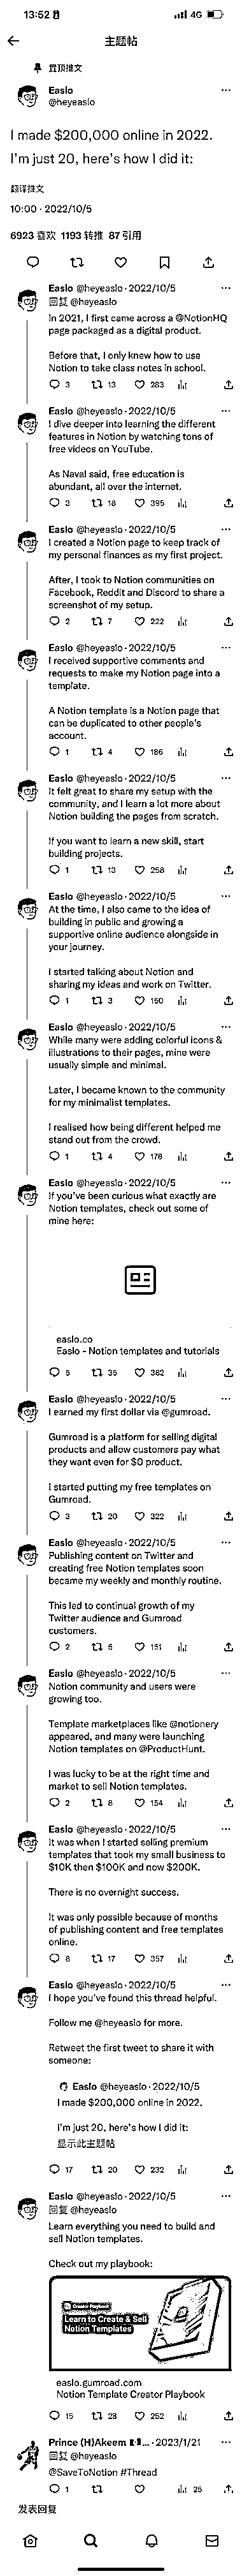 13:52
4G
主题帖
置顶推文
Easlo
@heyeaslo
I made $200,000 online in 2022.
I'm just 20, here's how I did it:
翻译推文
10:00 · 2022/10/5
6923 喜欢 1193 转推 87 引用
Easlo @heyeaslo · 2022/10/5
回复 @heyeaslo
In 2021, I first came across a @NotionHQ
page packaged as a digital product.
Before that, I only knew how to use
Notion to take class notes in school.
3 13 283
Easlo @heyeaslo · 2022/10/5
I dive deeper into learning the different
features in Notion by watching tons of
free videos on YouTube.
As Naval said, free education is
abundant, all over the internet.
3 18 395
Easlo @heyeaslo · 2022/10/5
I created a Notion page to keep track of
my personal finances as my first project.
After, I took to Notion communities on
Facebook, Reddit and Discord to share a
screenshot of my setup.
2 7 222
Easlo @heyeaslo · 2022/10/5
I received supportive comments and
requests to make my Notion page into a
template.
A Notion template is a Notion page that
can be duplicated to other people's
account.
1 4 186
Easlo @heyeaslo · 2022/10/5
It felt great to share my setup with the
community, and I learn a lot more about
Notion building the pages from scratch.
If you want to learn a new skill, start
building projects.
1 13 258
Easlo @heyeaslo · 2022/10/5
At the time, I also came to the idea of
building in public and growing a
supportive online audience alongside in
your journey.
I started talking about Notion and
sharing my ideas and work on Twitter.
1 3 150
Easlo @heyeaslo · 2022/10/5
While many were adding colorful icons &
illustrations to their pages, mine were
usually simple and minimal.
Later, I became known to the community
for my minimalist templates.
I realised how being different helped me
stand out from the crowd.
1 4 178
Easlo @heyeaslo · 2022/10/5
If you've been curious what exactly are
Notion templates, check out some of
mine here:
easlo.co
Easlo - Notion templates and tutorials
5 35 382
Easlo @heyeaslo · 2022/10/5
I earned my first dollar via @gumroad.
Gumroad is a platform for selling digital
products and allow customers pay what
they want even for $0 product.
I started putting my free templates on
Gumroad.
3 20 322
Easlo @heyeaslo · 2022/10/5
Publishing content on Twitter and
creating free Notion templates soon
became my weekly and monthly routine.
This led to continual growth of my
Twitter audience and Gumroad
customers.
2 5 151
Easlo @heyeaslo · 2022/10/5
Notion community and users were
growing too.
Template marketplaces like @notionery
appeared, and many were launching
Notion templates on @ProductHunt.
I was lucky to be at the right time and
market to sell Notion templates.
2 8 154
Easlo @heyeaslo · 2022/10/5
It was when I started selling premium
templates that took my small business to
$10K then $100K and now $200K.
There is no overnight success.
It was only possible because of months
of publishing content and free templates
online.
8 17 357
Easlo @heyeaslo · 2022/10/5
I hope you've found this thread helpful.
Follow me @heyeaslo for more.
Retweet the first tweet to share it with
someone:
Easlo @heyeaslo · 2022/10/5
I made $200,000 online in 2022.
I'm just 20, here's how I did it:
显示此主题帖
17 20 232
Easlo @heyeaslo · 2022/10/5
回复 @heyeaslo
Learn everything you need to build and
sell Notion templates.
Check out my playbook:
Learn to Create & Sell
Notion Templates
easlo.gumroad.com
Notion Template Creator Playbook
15 28 252
Prince (H)Akeem ... · 2023/1/21
回复 @heyeaslo
@SaveToNotion #Thread
1 25
发表回复